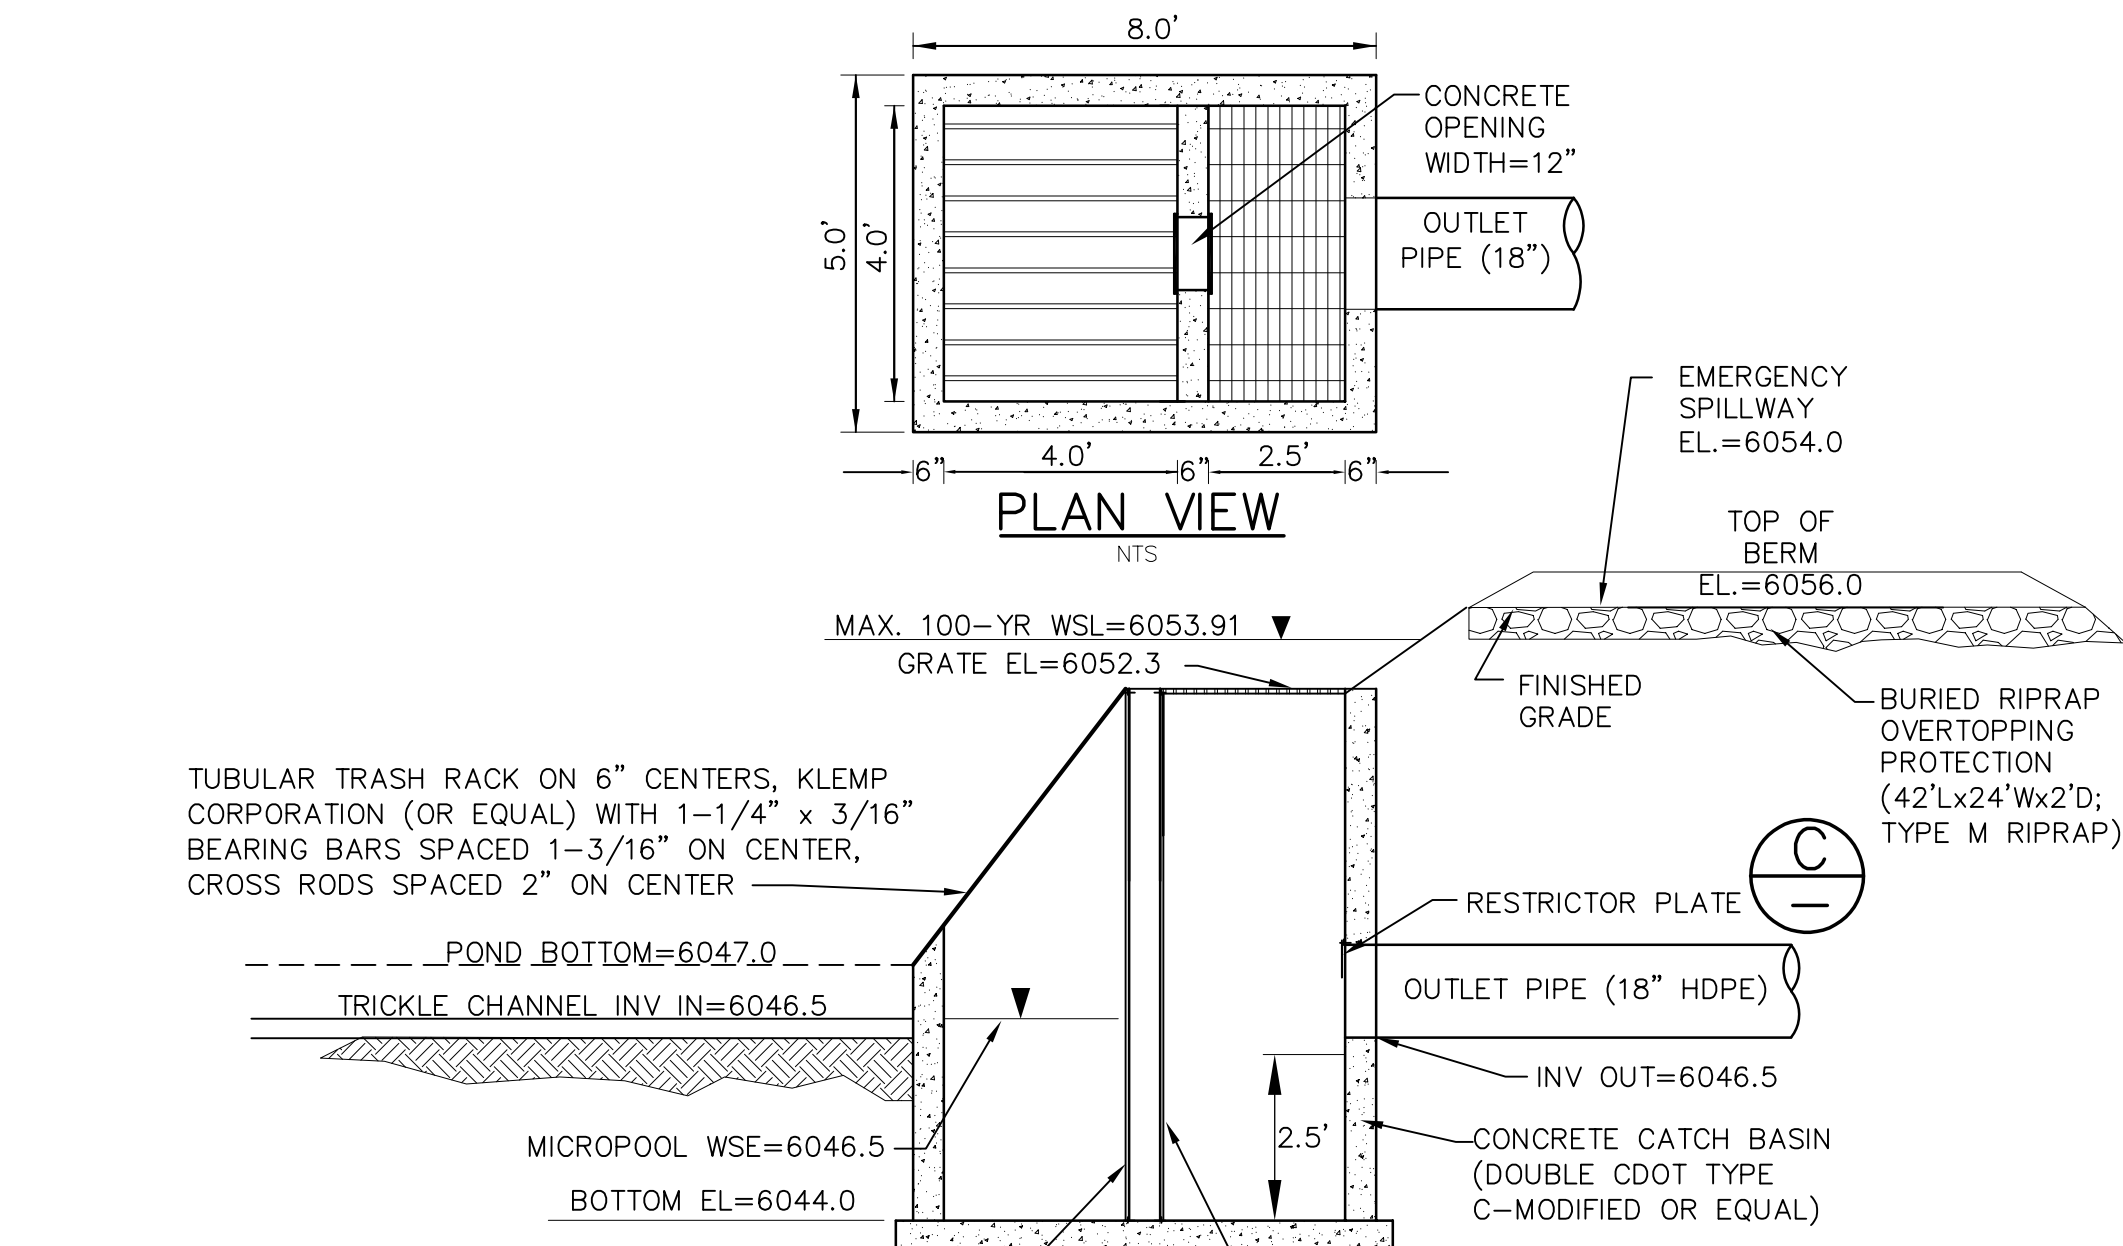 8.0’
CONCRETE
OPENING
WIDTH=12”
5.0’
4.0’
OUTLET
PIPE (18”)
6”
4.0’
6”
2.5’
6”
PLAN VIEW
NTS
EMERGENCY
SPILLWAY
EL.=6054.0
TOP OF
BERM
EL.=6056.0
MAX. 100-YR WSL=6053.91
GRATE EL=6052.3
FINISHED
GRADE
BURIED RIPRAP
OVERTOPPING
PROTECTION
(42’Lx24’Wx2’D;
TYPE M RIPRAP)
TUBULAR TRASH RACK ON 6” CENTERS, KLEMP
CORPORATION (OR EQUAL) WITH 1-1/4” x 3/16”
BEARING BARS SPACED 1-3/16” ON CENTER,
CROSS RODS SPACED 2” ON CENTER
C
–
RESTRICTOR PLATE
POND BOTTOM=6047.0
TRICKLE CHANNEL INV IN=6046.5
OUTLET PIPE (18” HDPE)
INV OUT=6046.5
MICROPOOL WSE=6046.5
2.5’
CONCRETE CATCH BASIN
(DOUBLE CDOT TYPE
C-MODIFIED OR EQUAL)
BOTTOM EL=6044.0